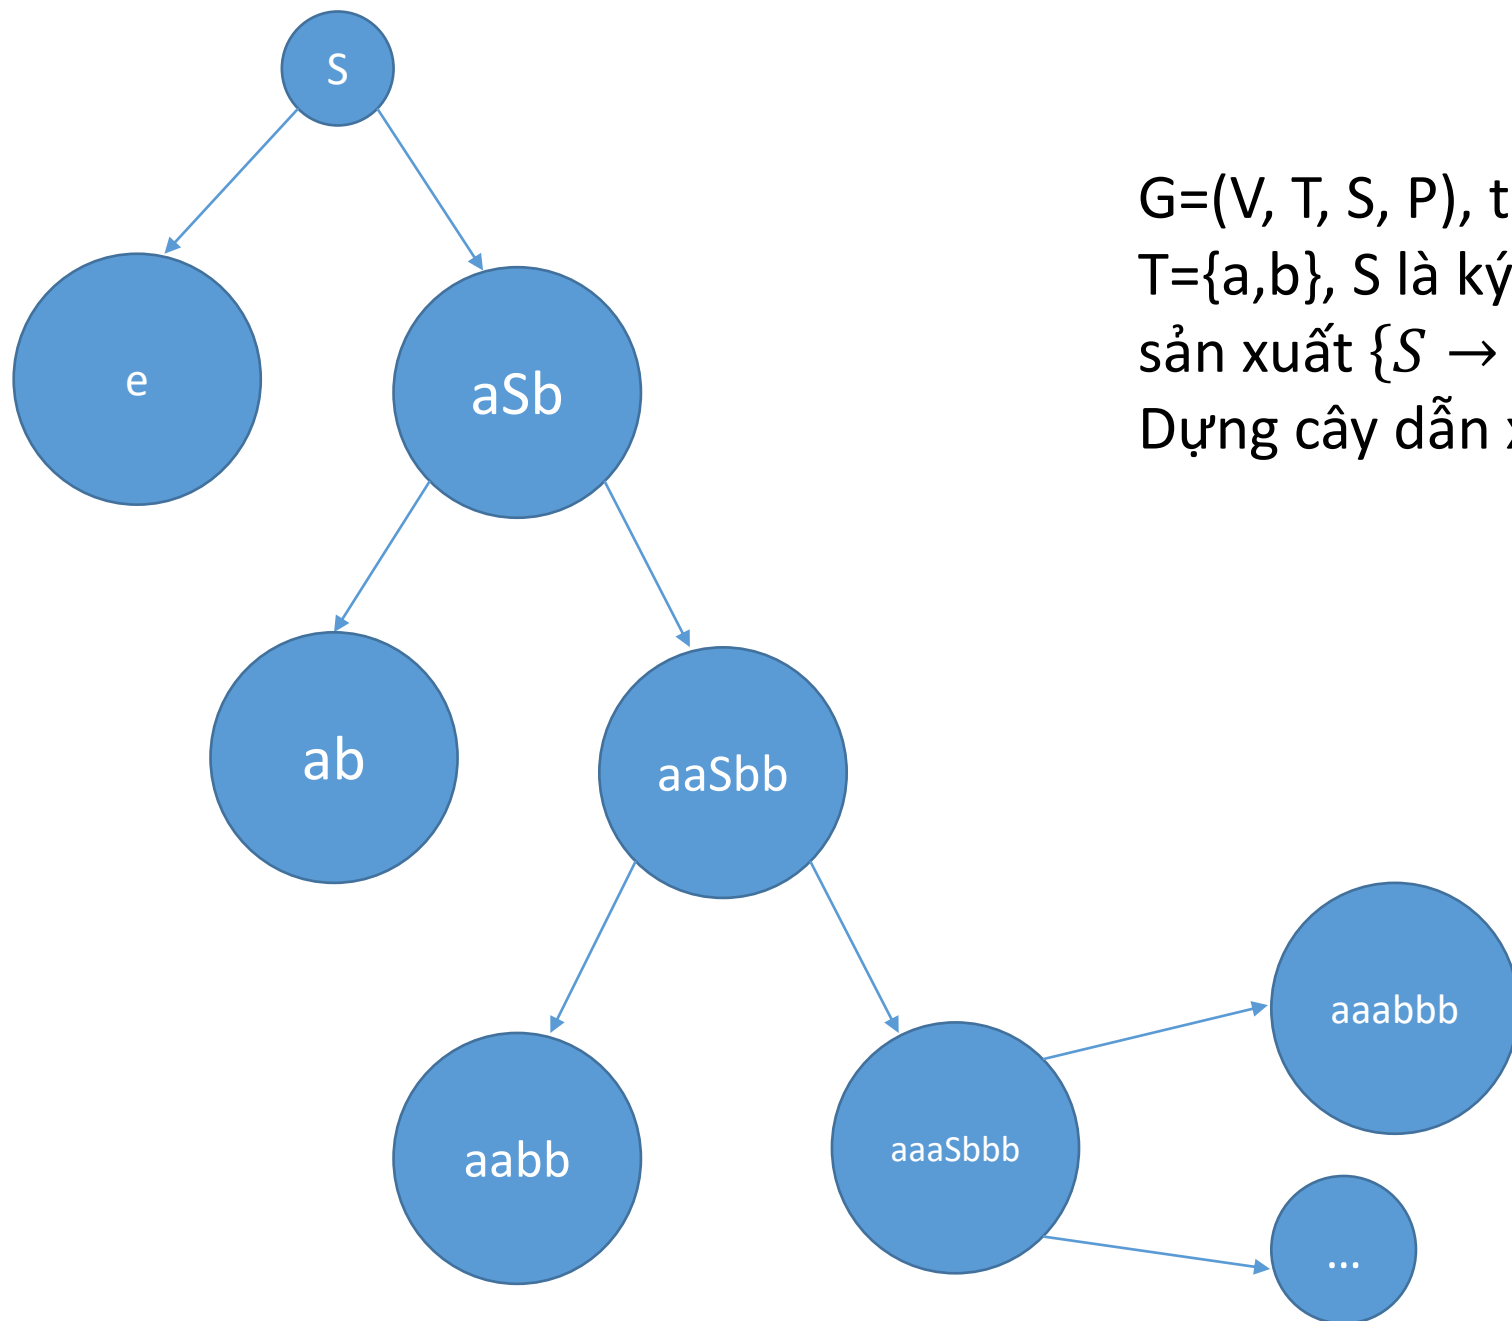 S
G=(V, T, S, P), t
T={a,b}, S là ký
sản xuất {S →
Dựng cây dẫn
e
aSb
ab
aaSbb
aaabbb
aabb
aaaSbbb
...